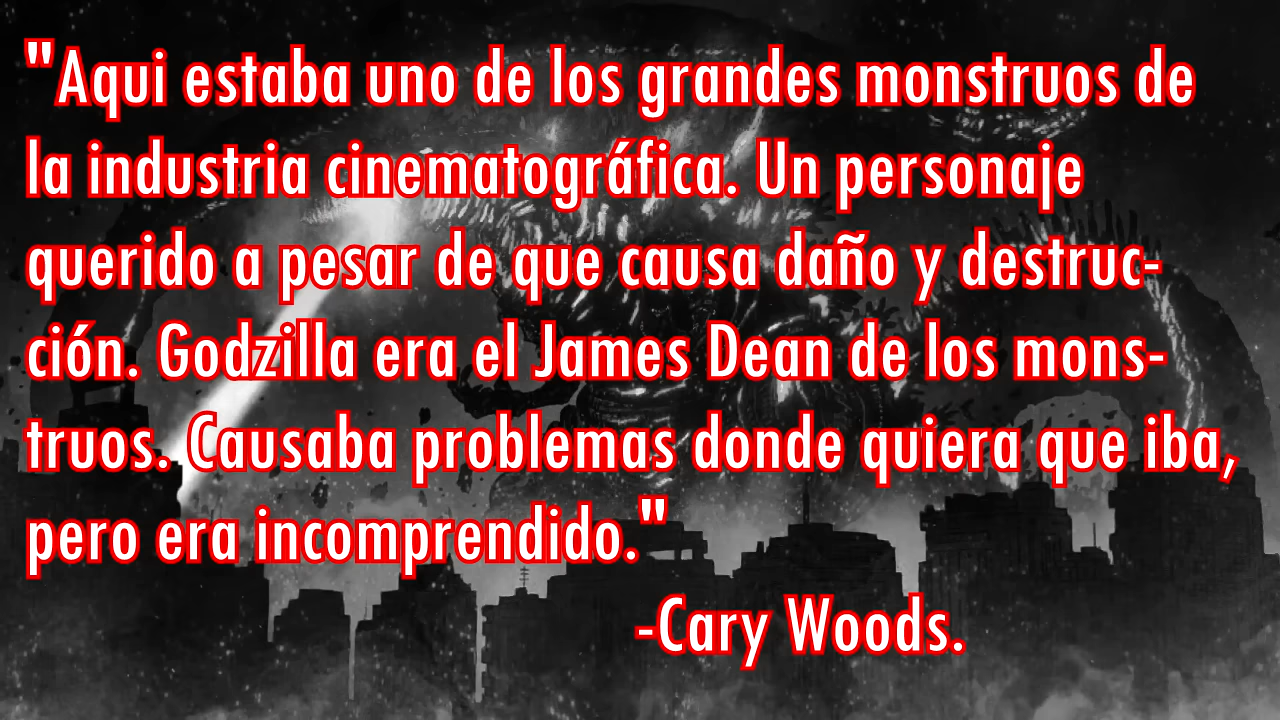 "Aqui estaba uno de los grandes monstruos de
la industria cinematográfica. Un personaje
querido a pesar de que causa daño y destruc-
ción. Godzilla era el James Dean de los mons-
truos. Causaba problemas donde quiera que iba,
pero era incomprendido."
-Cary Woods.